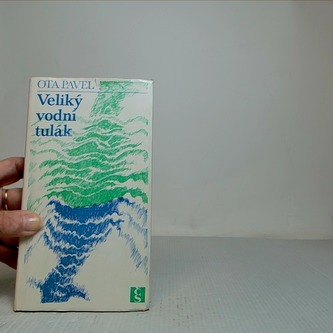 OTA PAVEL
Veliký
vodní
tulák
čs